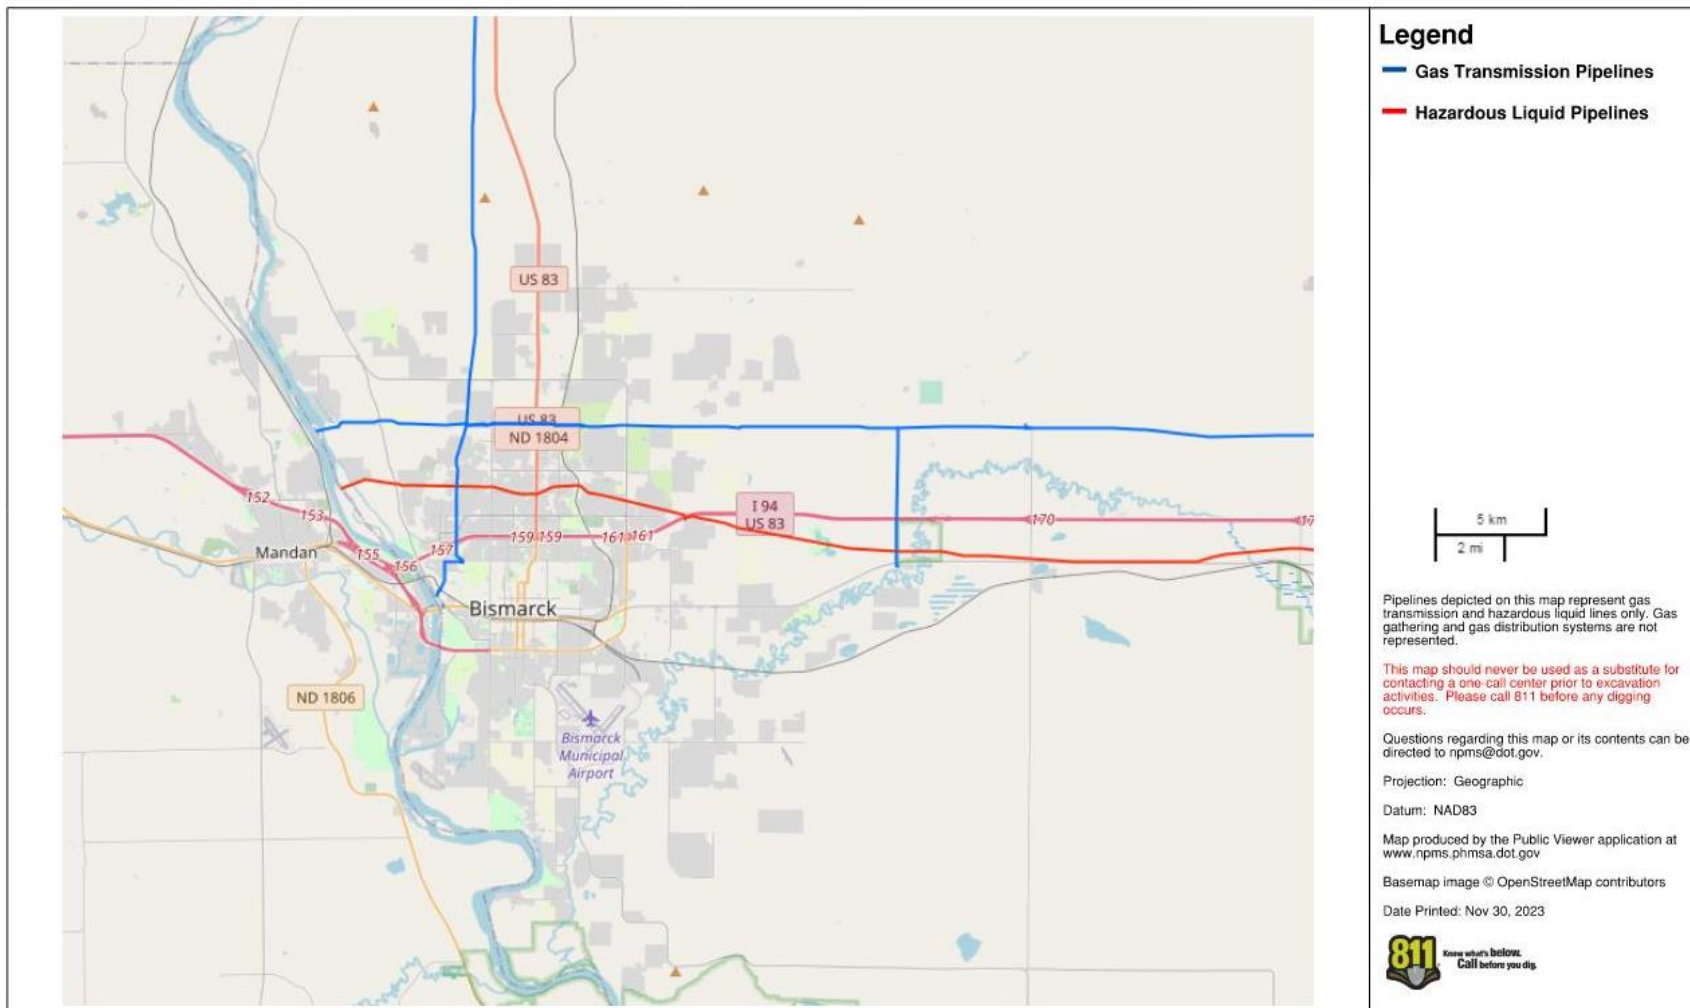 US 83
US 83
ND 1804
152
153
155
156
157
159
159
161
161
I 94
US 83
170
17
Mandan
Bismarck
ND 1806
Bismarck
Municipal
Airport
Legend
Gas Transmission Pipelines
Hazardous Liquid Pipelines
5 km
2 mi
Pipelines depicted on this map represent gas
transmission and hazardous liquid lines only. Gas
gathering and gas distribution systems are not
represented.
This map should never be used as a substitute for
contacting a one-call center prior to excavation
activities. Please call 811 before any digging
occurs.
Questions regarding this map or its contents can be
directed to npms@dot.gov.
Projection: Geographic
Datum: NAD83
Map produced by the Public Viewer application at
www.npms.phmsa.dot.gov
Basemap image © OpenStreetMap contributors
Date Printed: Nov 30, 2023
811
Know what's below.
Call before you dig.